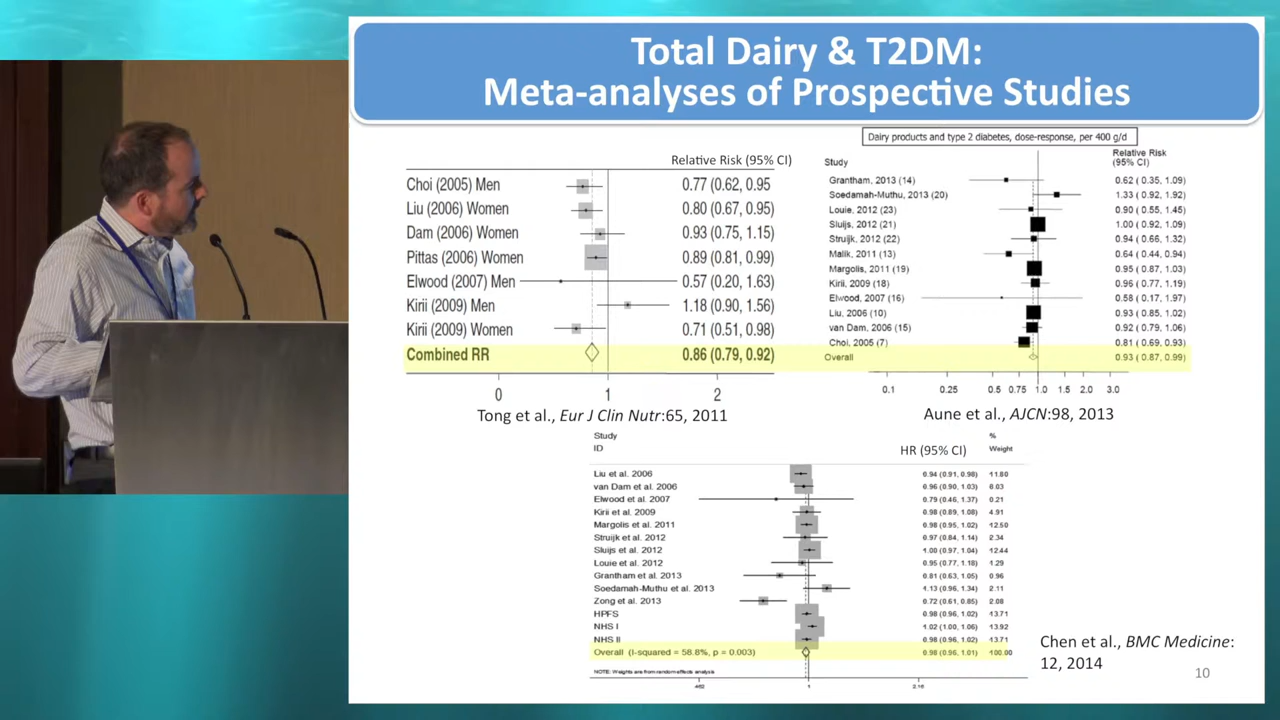 Total Dairy & T2DM:
Meta-analyses of Prospective Studies
Relative Risk (95% CI)
Choi (2005) Men 0.77 (0.62, 0.95
Liu (2006) Women 0.80 (0.67, 0.95)
Dam (2006) Women 0.93 (0.75, 1.15)
Pittas (2006) Women 0.89 (0.81, 0.99)
Elwood (2007) Men 0.57 (0.20, 1.63)
Kirii (2009) Men 1.18 (0.90, 1.56)
Kirii (2009) Women 0.71 (0.51, 0.98)
Combined RR 0.86 (0.79, 0.92)
0 1 2
Tong et al., Eur J Clin Nutr:65, 2011
Dairy products and type 2 diabetes, dose-response, per 400 g/d
Relative Risk
Study (95% CI)
Grantham, 2013 (14) 0.62 ( 0.35, 1.09)
Soedamah-Muthu, 2013 (20) 1.33 ( 0.92, 1.92)
Louie, 2012 (23) 0.90 ( 0.55, 1.45)
Sluijs, 2012 (21) 1.00 ( 0.92, 1.09)
Struijk, 2012 (22) 0.94 ( 0.66, 1.32)
Malik, 2011 (13) 0.64 ( 0.44, 0.94)
Margolis, 2011 (19) 0.95 ( 0.87, 1.03)
Kirii, 2009 (18) 0.96 ( 0.77, 1.19)
Elwood, 2007 (16) 0.58 ( 0.17, 1.97)
Liu, 2006 (10) 0.93 ( 0.85, 1.02)
van Dam, 2006 (15) 0.92 ( 0.79, 1.06)
Choi, 2005 (7) 0.81 ( 0.69, 0.93)
Overall 0.93 ( 0.87, 0.99)
0.1 0.25 0.5 0.75 1.0 1.5 2.0 3.0
Aune et al., AJCN:98, 2013
Study %
ID HR (95% CI) Weight
Liu et al. 2006 0.94 (0.91, 0.98) 11.80
van Dam et al. 2006 0.96 (0.90, 1.03) 8.03
Elwood et al. 2007 0.79 (0.46, 1.37) 0.21
Kirii et al. 2009 0.98 (0.89, 1.08) 4.91
Margolis et al. 2011 0.98 (0.95, 1.02) 12.50
Struijk et al. 2012 0.97 (0.84, 1.14) 2.34
Sluijs et al. 2012 1.00 (0.97, 1.04) 12.44
Louie et al. 2012 0.95 (0.77, 1.18) 1.29
Grantham et al. 2013 0.81 (0.63, 1.05) 0.96
Soedamah-Muthu et al. 2013 1.13 (0.96, 1.34) 2.11
Zong et al. 2013 0.72 (0.61, 0.85) 2.08
HPFS 0.98 (0.96, 1.02) 13.71
NHS I 1.02 (1.00, 1.06) 13.92
NHS II 0.98 (0.96, 1.02) 13.71
Overall (I-squared = 58.8%, p = 0.003) 0.98 (0.96, 1.01) 100.00
NOTE: Weights are from random effects analysis
.462 1 2.16
Chen et al., BMC Medicine:
12, 2014
10